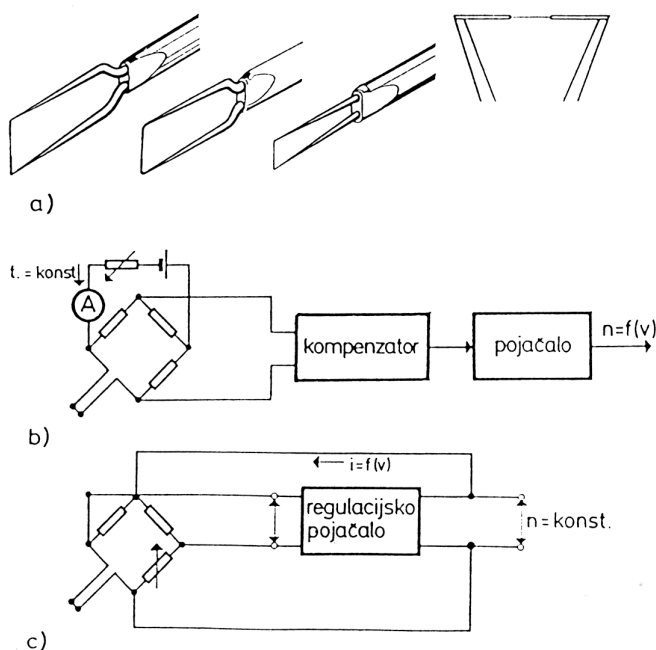 a)
t. = konst
A
kompenzator
pojačalo
n=f(v)
b)
i=f(v)
regulacijsko
pojačalo
n=konst.
c)